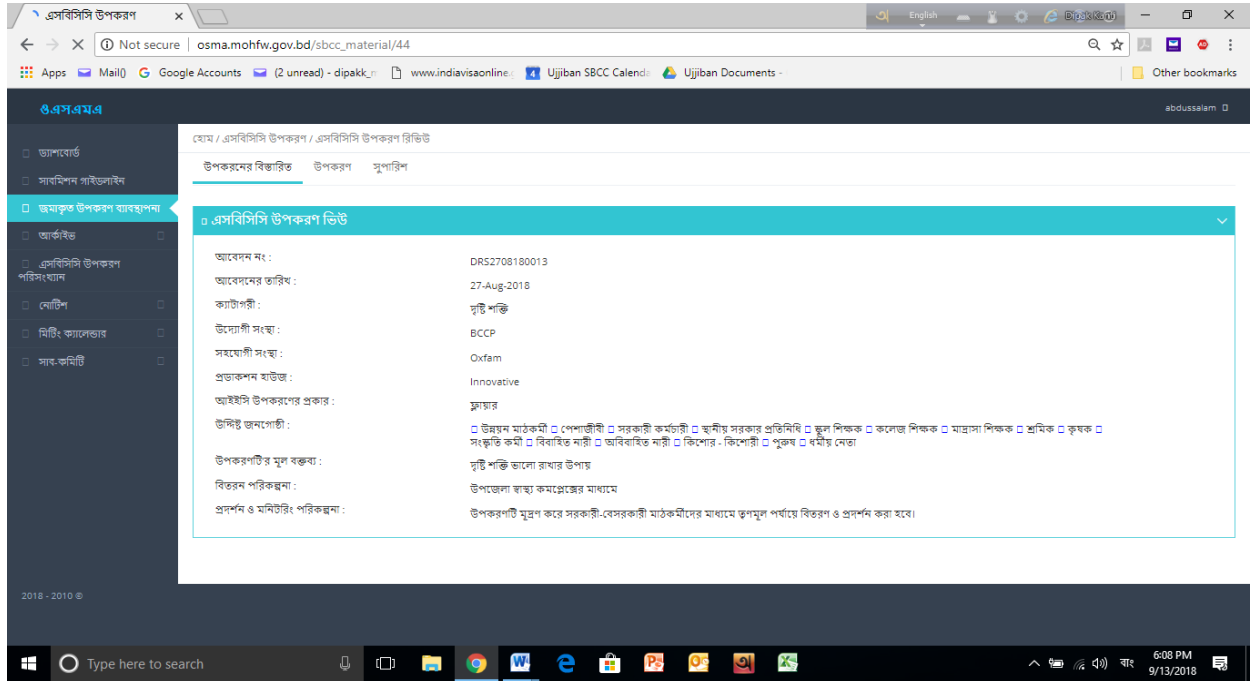 এসবিসিসি উপকরণ
English
Not secure | osma.mohfw.gov.bd/sbcc_material/44
Apps Mail() Google Accounts (2 unread) - dipakk_ www.indiavisaonline. Ujjiban SBCC Calenda Ujjiban Documents - Other bookmarks
ওএসএমএ
abdussalam
হোম / এসবিসিসি উপকরণ / এসবিসিসি উপকরণ রিভিউ
উপকরনের বিস্তারিত উপকরণ সুপারিশ
ড্যাশবোর্ড
সাবমিশন গাইডলাইন
জমাকৃত উপকরণ ব্যাবস্থাপনা
আর্কাইভ
এসবিসিসি উপকরণ
পরিসংখ্যান
নোটিশ
মিটিং ক্যালেন্ডার
সাব-কমিটি
এসবিসিসি উপকরণ ভিউ
আবেদন নং : DRS2708180013
আবেদনের তারিখ : 27-Aug-2018
ক্যাটাগরী : দৃষ্টি শক্তি
উদ্যোগী সংস্থা : BCCP
সহযোগী সংস্থা : Oxfam
প্রডাকশন হাউজ : Innovative
আইইসি উপকরণের প্রকার : ফ্লায়ার
উদ্দিষ্ট জনগোষ্ঠী : উন্নয়ন মাঠকর্মী পেশাজীবী সরকারী কর্মচারী স্থানীয় সরকার প্রতিনিধি স্কুল শিক্ষক কলেজ শিক্ষক মাদ্রাসা শিক্ষক শ্রমিক কৃষক
সংস্কৃতি কর্মী বিবাহিত নারী অবিবাহিত নারী কিশোর - কিশোরী পুরুষ ধর্মীয় নেতা
উপকরণটির মূল বক্তব্য : দৃষ্টি শক্তি ভালো রাখার উপায়
বিতরন পরিকল্পনা : উপজেলা স্বাস্থ্য কমপ্লেক্সের মাধ্যমে
প্রদর্শন ও মনিটরিং পরিকল্পনা : উপকরণটি মুদ্রণ করে সরকারী-বেসরকারী মাঠকর্মীদের মাধ্যমে তৃণমূল পর্যায়ে বিতরণ ও প্রদর্শন করা হবে।
2018 - 2010 ©
Type here to search
বাং
6:08 PM
9/13/2018